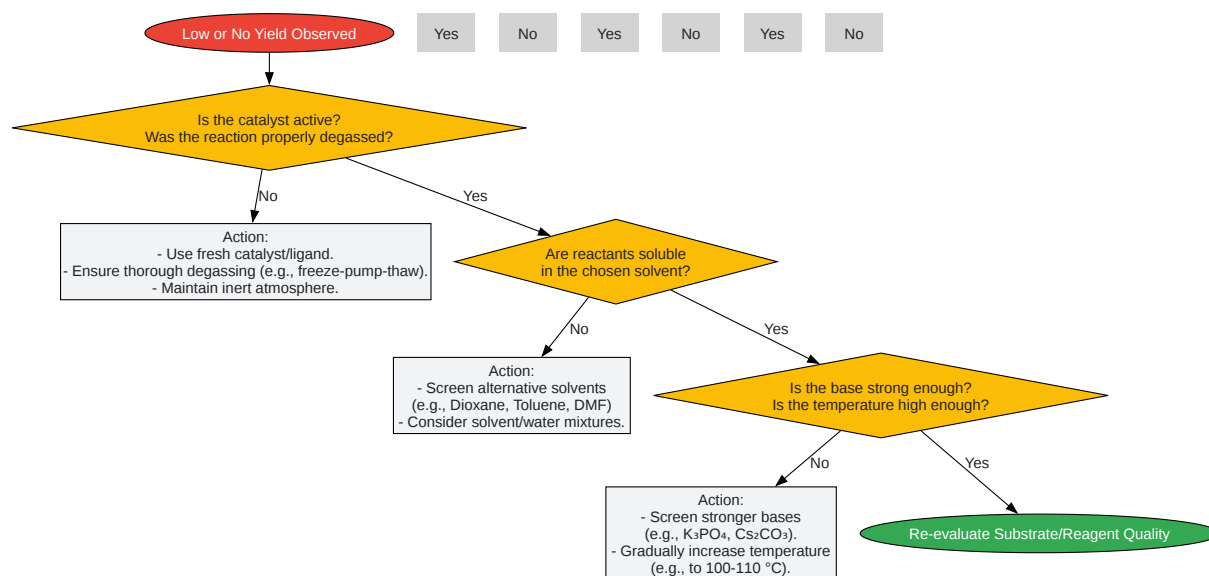 Low or No Yield Observed
Yes
No
Yes
No
Yes
No
Is the catalyst active?
Was the reaction properly degassed?
No
Yes
Action:
- Use fresh catalyst/ligand.
- Ensure thorough degassing (e.g., freeze-pump-thaw).
- Maintain inert atmosphere.
Are reactants soluble
in the chosen solvent?
No
Yes
Action:
- Screen alternative solvents
(e.g., Dioxane, Toluene, DMF)
- Consider solvent/water mixtures.
Is the base strong enough?
Is the temperature high enough?
No
Yes
Action:
- Screen stronger bases
(e.g., K₃PO₄, Cs₂CO₃).
- Gradually increase temperature
(e.g., to 100-110 °C).
Re-evaluate Substrate/Reagent Quality